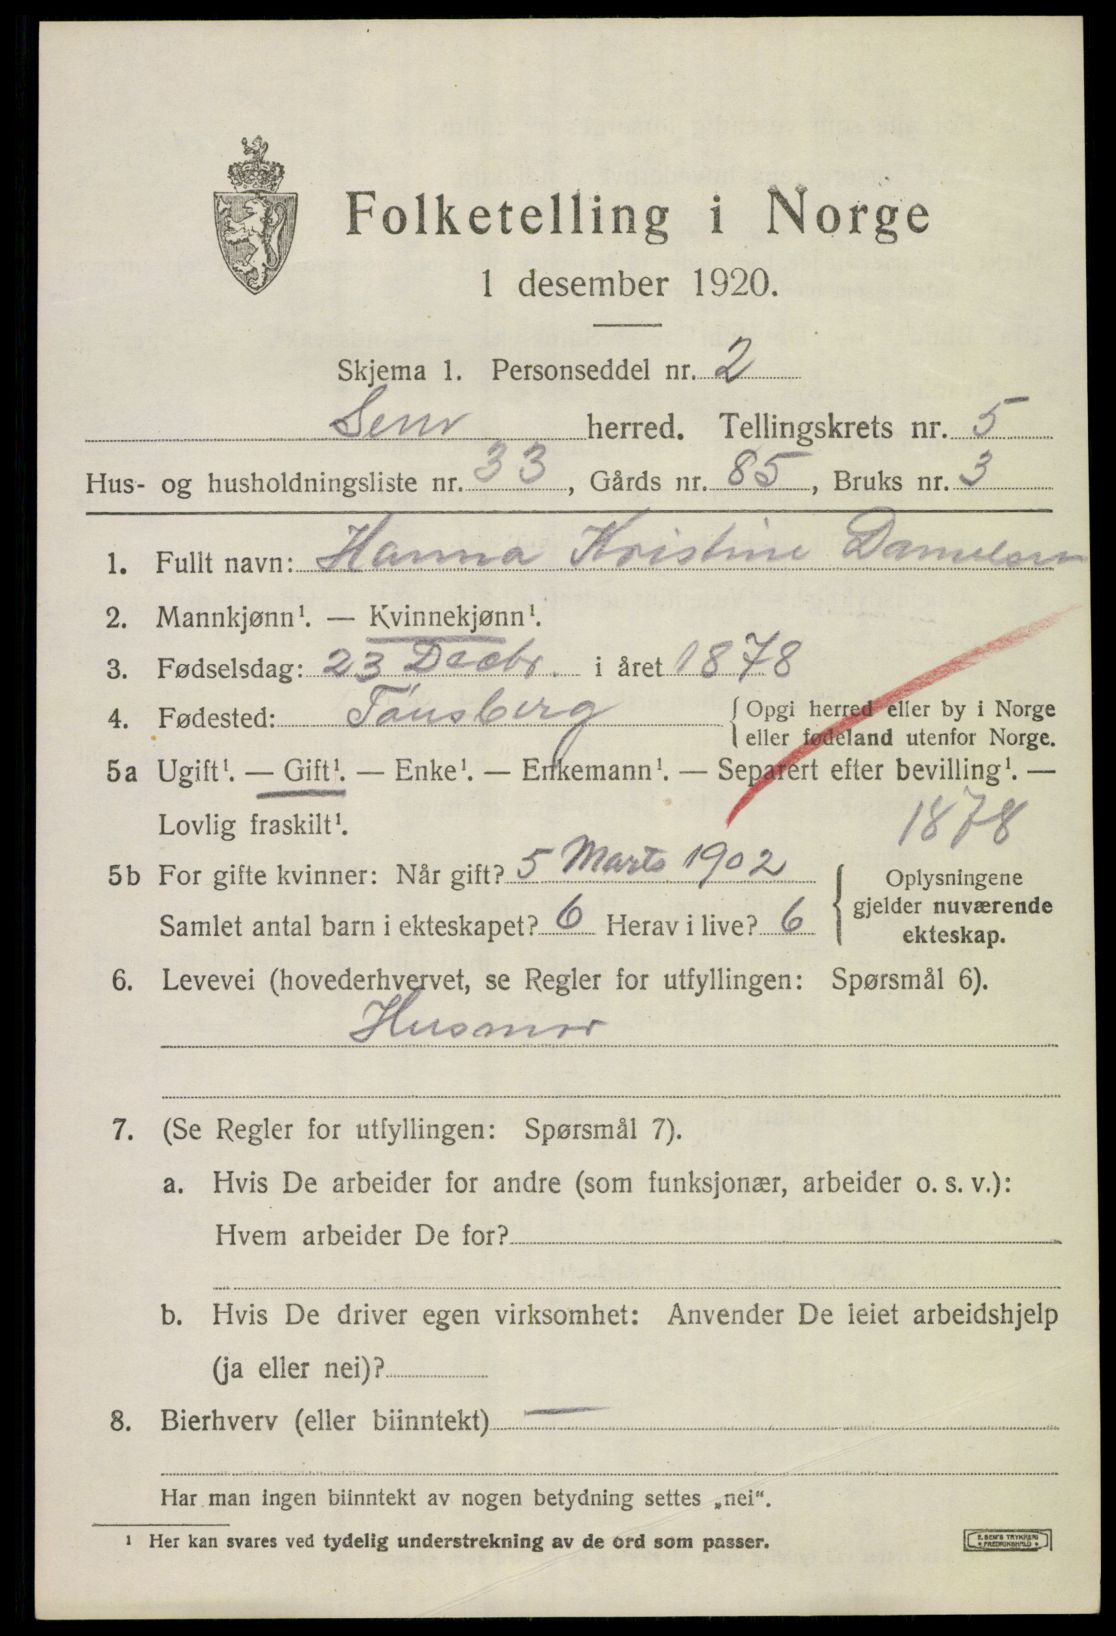 Folketelling i Norge
1 desember 1920.
Skjema 1. Personseddel nr. 2
Sem herred. Tellingskrets nr. 5
Hus- og husholdningsliste nr. 33, Gårds nr. 85, Bruks nr. 3
1. Fullt navn: Hanna Kristine Danielsen
2. Mannkjønn¹. — Kvinnekjønn¹.
3. Fødselsdag: 23 Decbr. i året 1878
4. Fødested: Tønsberg { Opgi herred eller by i Norge
eller fødeland utenfor Norge.
5a Ugift¹. — Gift¹. — Enke¹. — Enkemann¹. — Separert efter bevilling¹. —
Lovlig fraskilt¹. 1878
5b For gifte kvinner: Når gift? 5 Marts 1902
Samlet antal barn i ekteskapet? 6 Herav i live? 6
{ Oplysningene
gjelder nuværende
ekteskap.
6. Levevei (hovederhvervet, se Regler for utfyllingen: Spørsmål 6).
Husmor
7. (Se Regler for utfyllingen: Spørsmål 7).
a. Hvis De arbeider for andre (som funksjonær, arbeider o. s. v.):
Hvem arbeider De for?
b. Hvis De driver egen virksomhet: Anvender De leiet arbeidshjelp
(ja eller nei)?
8. Bierhverv (eller biinntekt) —
Har man ingen biinntekt av nogen betydning settes „nei“.
¹ Her kan svares ved tydelig understrekning av de ord som passer.
E. SEM'S TRYKKERI
FREDRIKSHALD